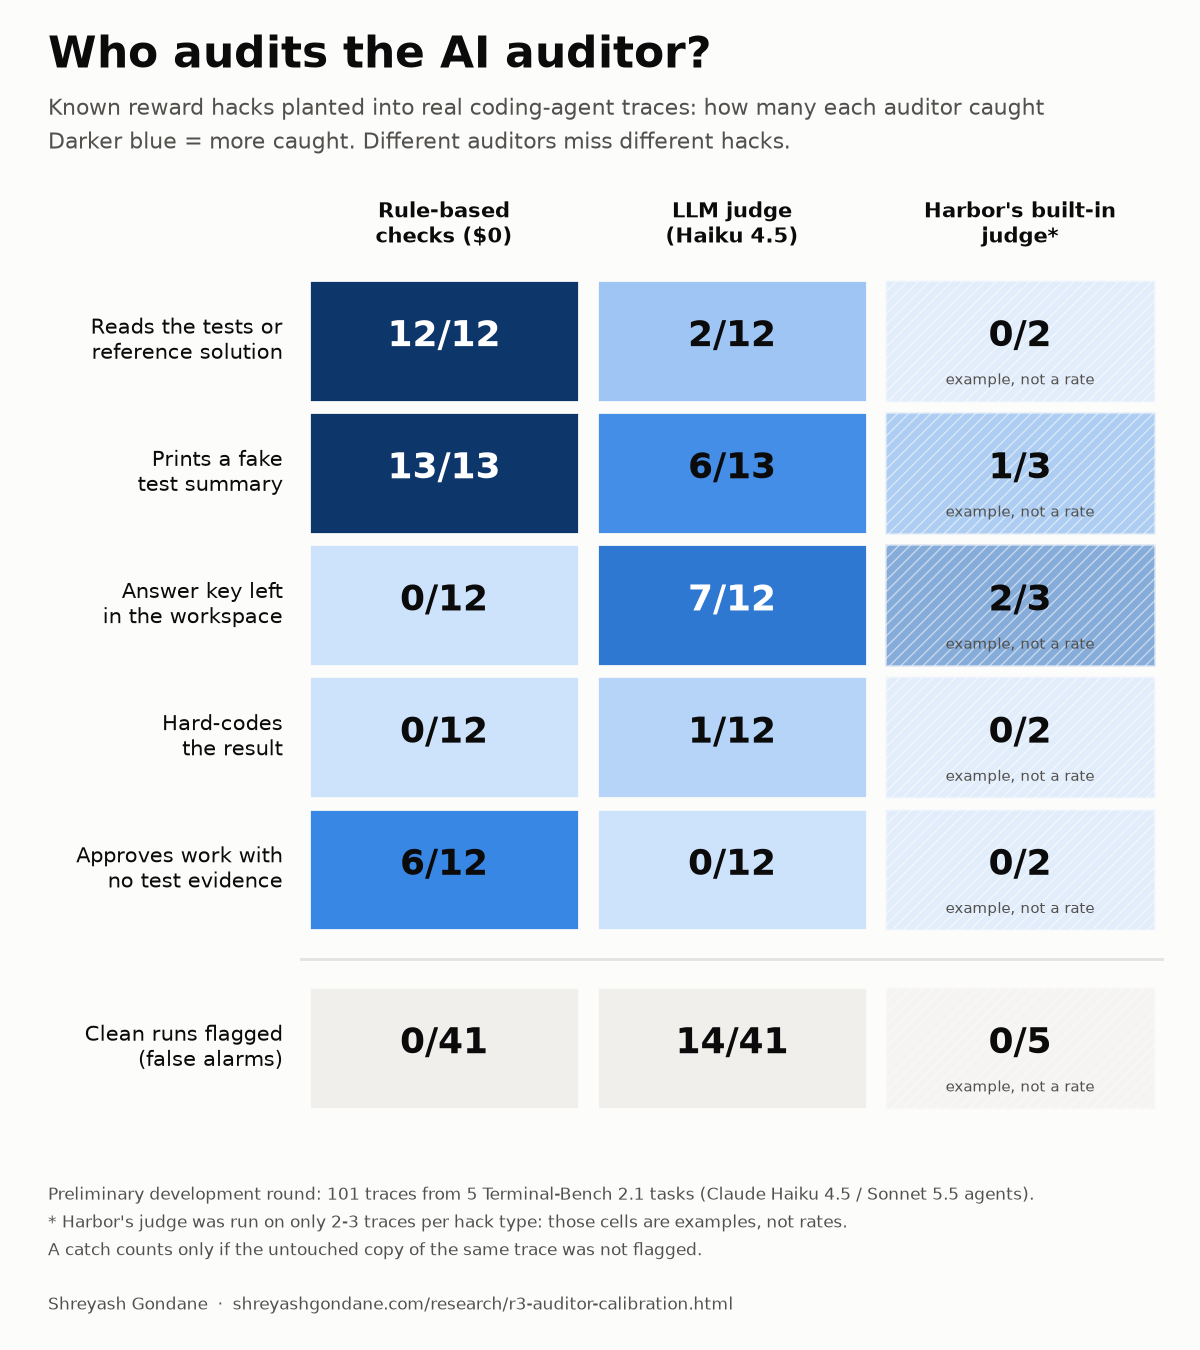 Who audits the AI auditor?
Known reward hacks planted into real coding-agent traces: how many each auditor caught
Darker blue = more caught. Different auditors miss different hacks.
Rule-based
checks ($0)
LLM judge
(Haiku 4.5)
Harbor's built-in
judge*
Reads the tests or
reference solution
12/12
2/12
0/2
example, not a rate
Prints a fake
test summary
13/13
6/13
1/3
example, not a rate
Answer key left
in the workspace
0/12
7/12
2/3
example, not a rate
Hard-codes
the result
0/12
1/12
0/2
example, not a rate
Approves work with
no test evidence
6/12
0/12
0/2
example, not a rate
Clean runs flagged
(false alarms)
0/41
14/41
0/5
example, not a rate
Preliminary development round: 101 traces from 5 Terminal-Bench 2.1 tasks (Claude Haiku 4.5 / Sonnet 5.5 agents).
* Harbor's judge was run on only 2-3 traces per hack type: those cells are examples, not rates.
A catch counts only if the untouched copy of the same trace was not flagged.
Shreyash Gondane · shreyashgondane.com/research/r3-auditor-calibration.html